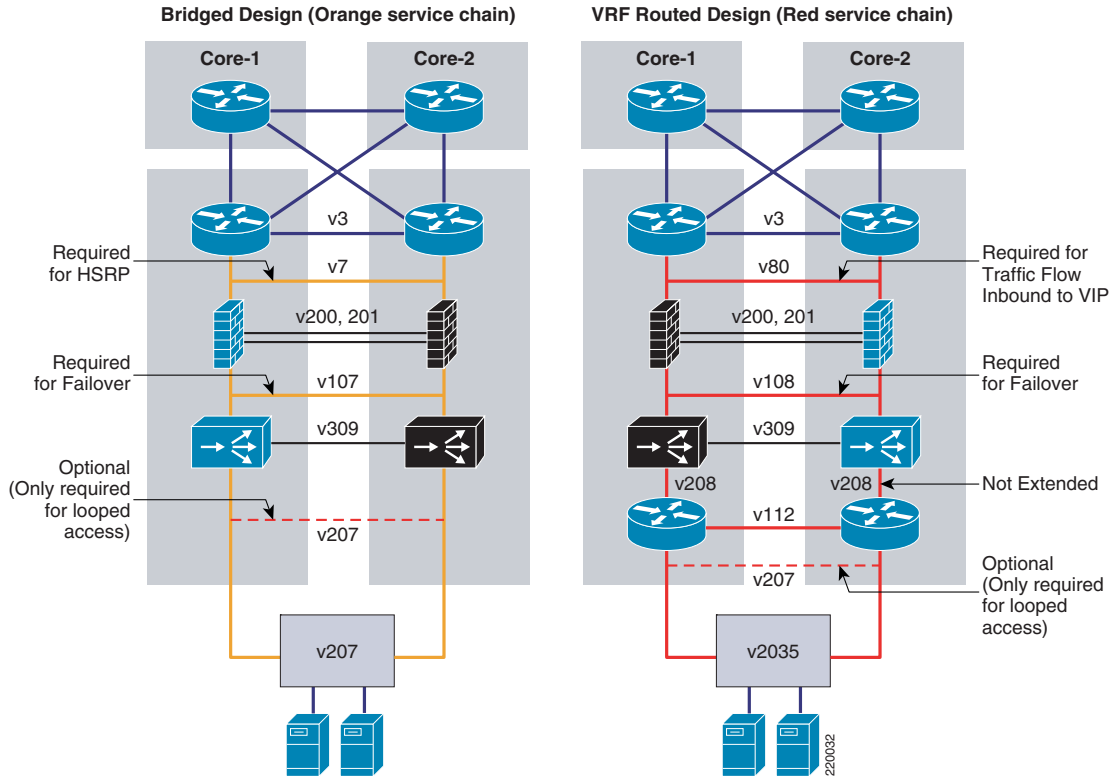 Bridged Design (Orange service chain)
Core-1
Core-2
v3
Required
for HSRP
v7
v200, 201
Required
for Failover
v107
v309
Optional
(Only required
for looped
access)
v207
v207
VRF Routed Design (Red service chain)
Core-1
Core-2
v3
v80
Required for
Traffic Flow
Inbound to VIP
v200, 201
v108
Required
for Failover
v309
v208
v208
Not Extended
v112
v207
Optional
(Only required
for looped
access)
v2035
220032